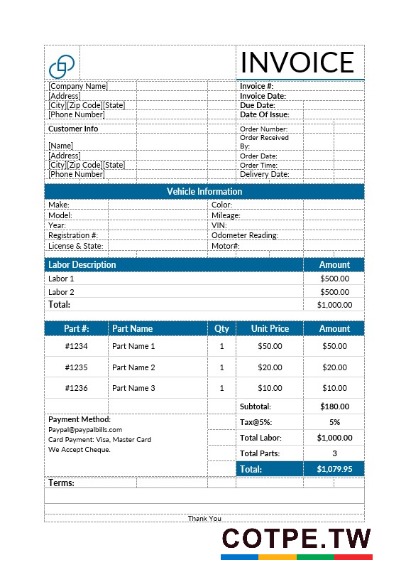 INVOICE
[Company Name]
[Address]
[City][Zip Code][State]
[Phone Number]
Invoice #:
Invoice Date:
Due Date:
Date Of Issue:
Customer Info
[Name]
[Address]
[City][Zip Code][State]
[Phone Number]
Order Number:
Order Received
By:
Order Date:
Order Time:
Delivery Date:
Vehicle Information
Make: Color:
Model: Mileage:
Year: VIN:
Registration #: Odometer Reading:
License & State: Motor#:
Labor Description Amount
Labor 1 $500.00
Labor 2 $500.00
Total: $1,000.00
Part #: Part Name Qty Unit Price Amount
#1234 Part Name 1 1 $50.00 $50.00
#1235 Part Name 2 1 $20.00 $20.00
#1236 Part Name 3 1 $10.00 $10.00
Subtotal: $180.00
Tax@5%: 5%
Total Labor: $1,000.00
Total Parts: 3
Total: $1,079.95
Payment Method:
Paypal@paypalbills.com
Card Payment: Visa, Master Card
We Accept Cheque.
Terms:
Thank You
COTPE.TW